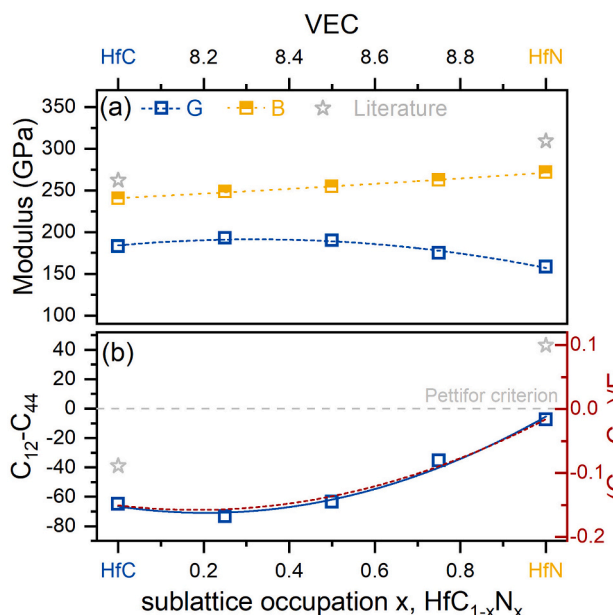 VEC
HfC 8.2 8.4 8.6 8.8 HfN
(a) G B Literature
Modulus (GPa)
350
300
250
200
150
100
(b)
Pettifor criterion
C₁₂-C₄₄
40
20
0
-20
-40
-60
-80
0.1
0.0
-0.1
-0.2
HfC 0.2 0.4 0.6 0.8 HfN
sublattice occupation x, HfC₁₋ₓNₓ